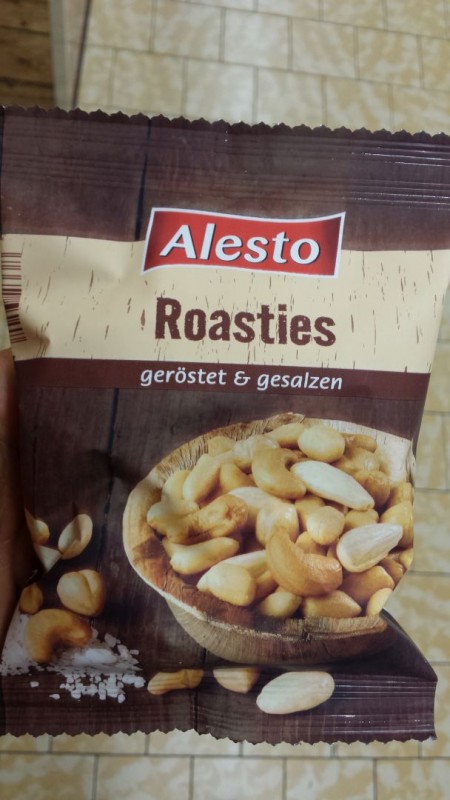 Alesto
Roasties
geröstet & gesalzen